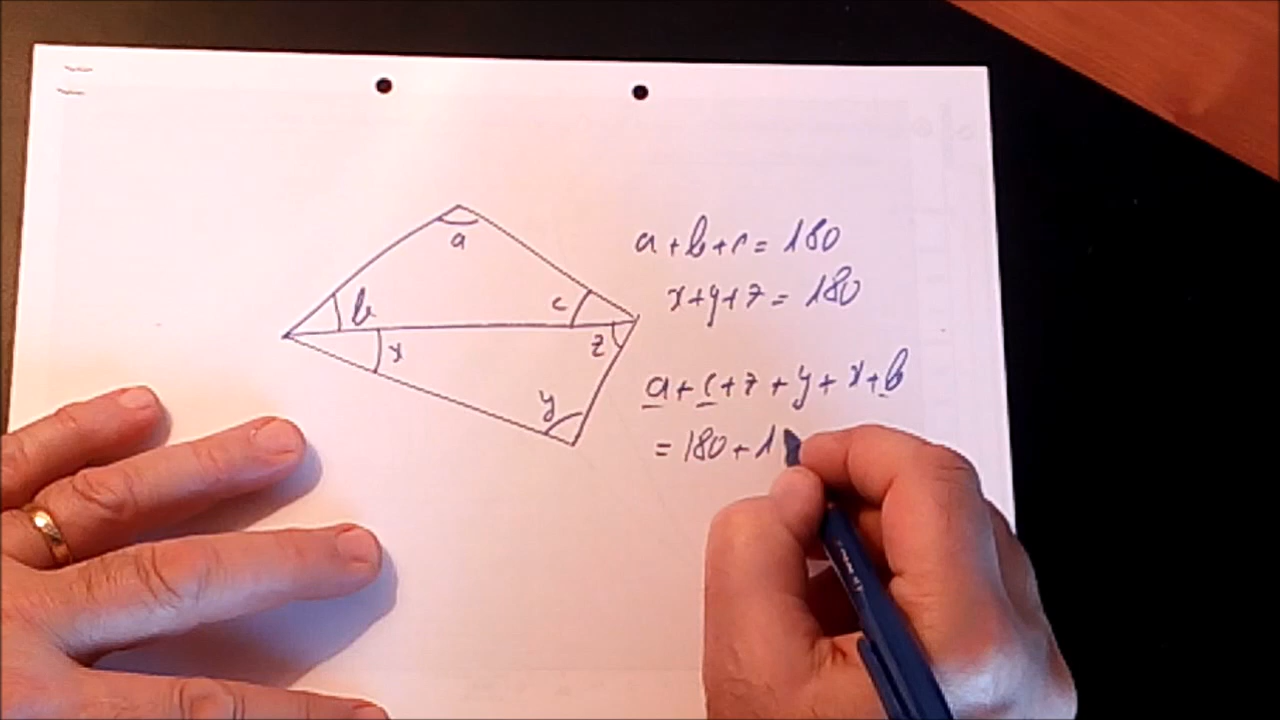 a
b
c
x
z
y
a+b+c = 180
x+y+z = 180
a+c+z+y+x+b
= 180+1